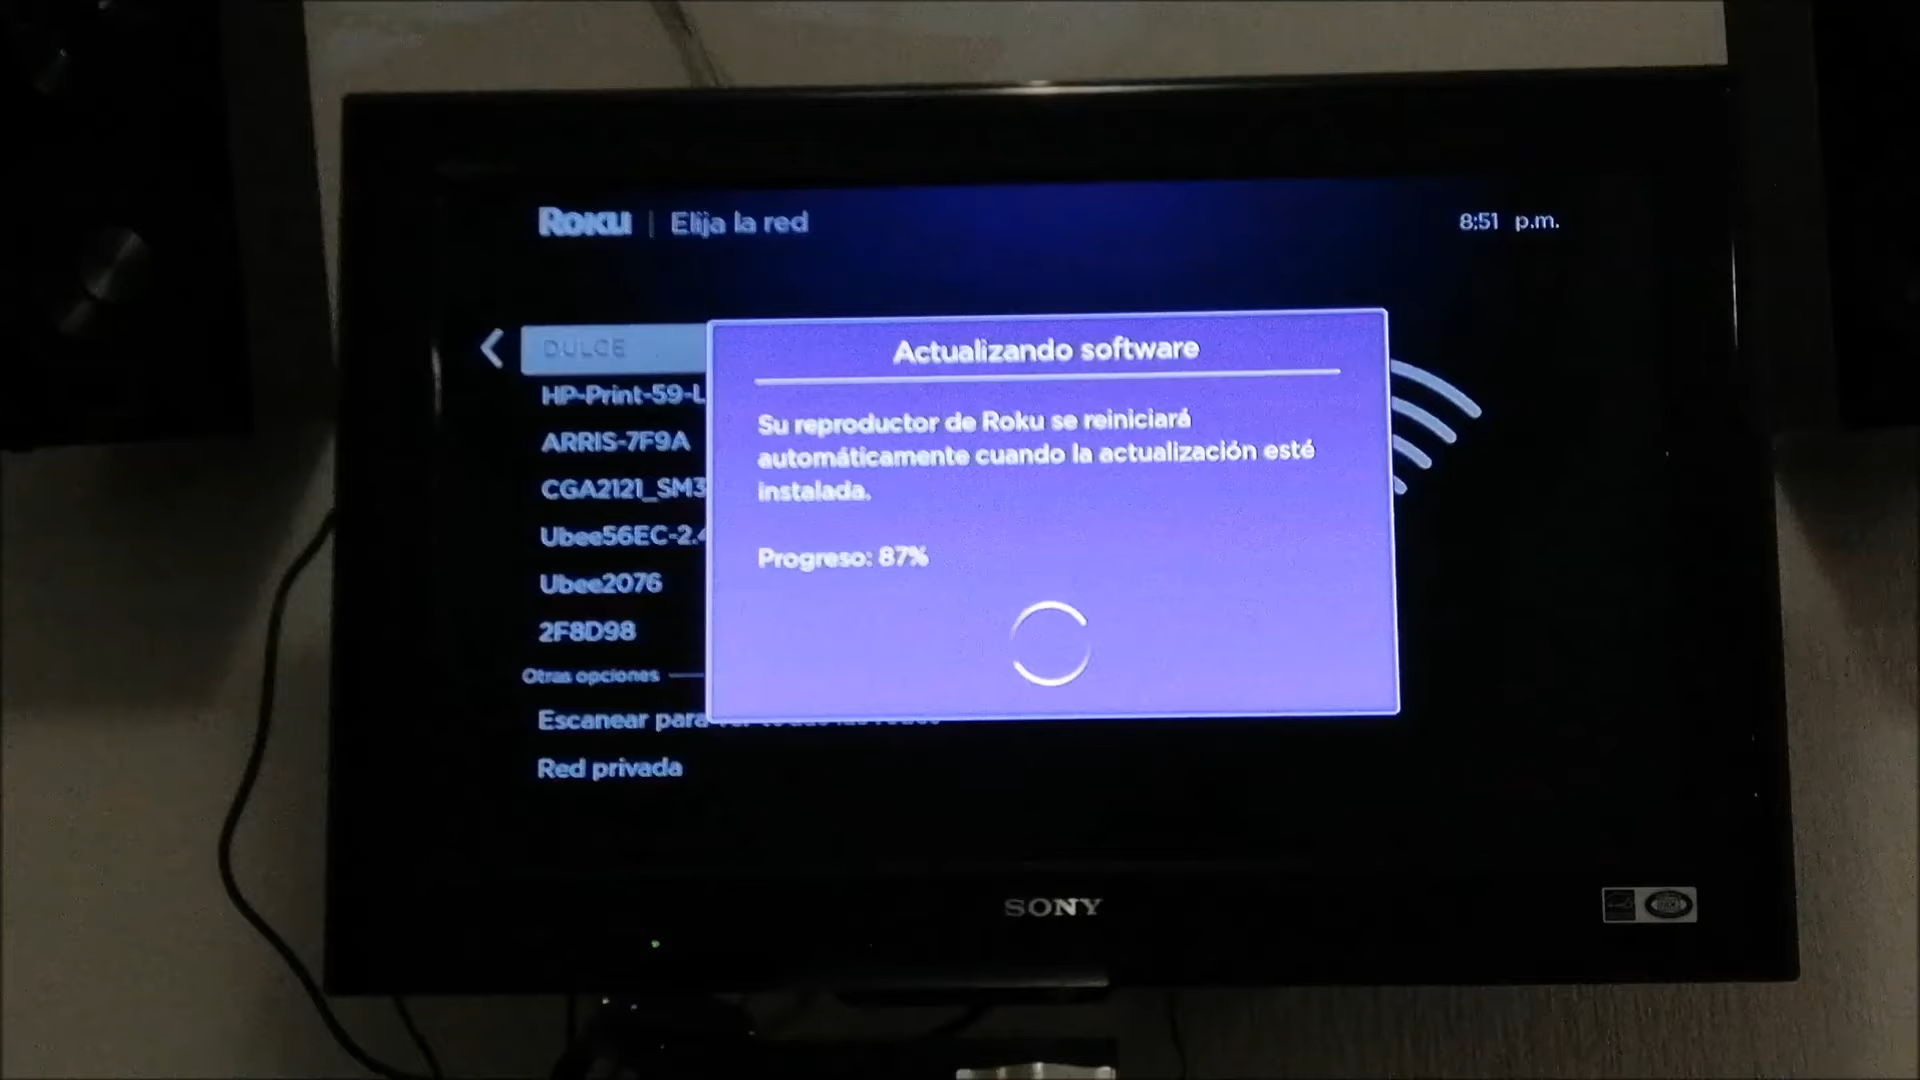 Roku | Elija la red
8:51 p.m.
DULCE
HP-Print-59-L
ARRIS-7F9A
CGA2121_SM3
Ubee56EC-2.4
Ubee2076
2F8D98
Otras opciones
Escanear para
Red privada
Actualizando software
Su reproductor de Roku se reiniciará
automáticamente cuando la actualización esté
instalada.
Progreso: 87%
SONY